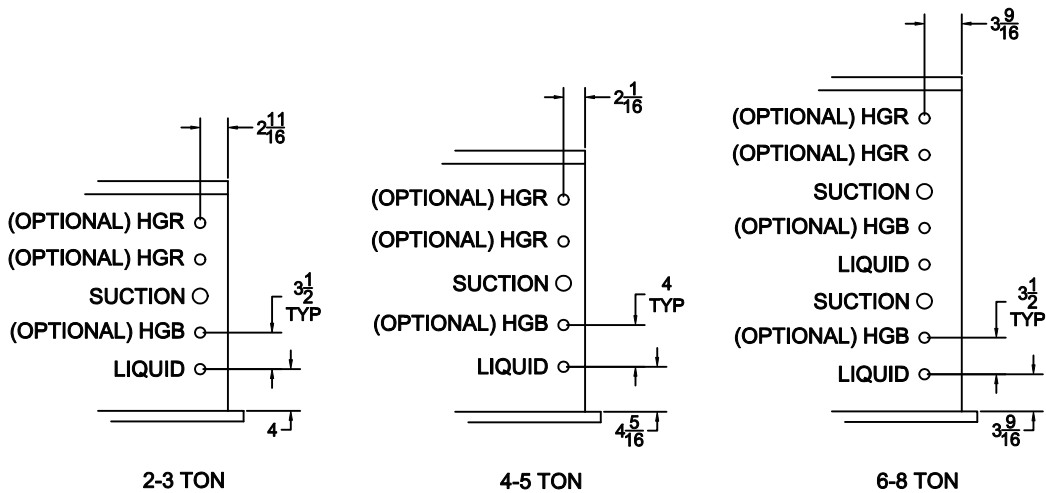 2 11/16
(OPTIONAL) HGR
(OPTIONAL) HGR
SUCTION
(OPTIONAL) HGB
LIQUID
3 1/2
TYP
4
2-3 TON
2 1/16
(OPTIONAL) HGR
(OPTIONAL) HGR
SUCTION
(OPTIONAL) HGB
LIQUID
4
TYP
4 5/16
4-5 TON
3 9/16
(OPTIONAL) HGR
(OPTIONAL) HGR
SUCTION
(OPTIONAL) HGB
LIQUID
SUCTION
(OPTIONAL) HGB
LIQUID
3 1/2
TYP
3 9/16
6-8 TON